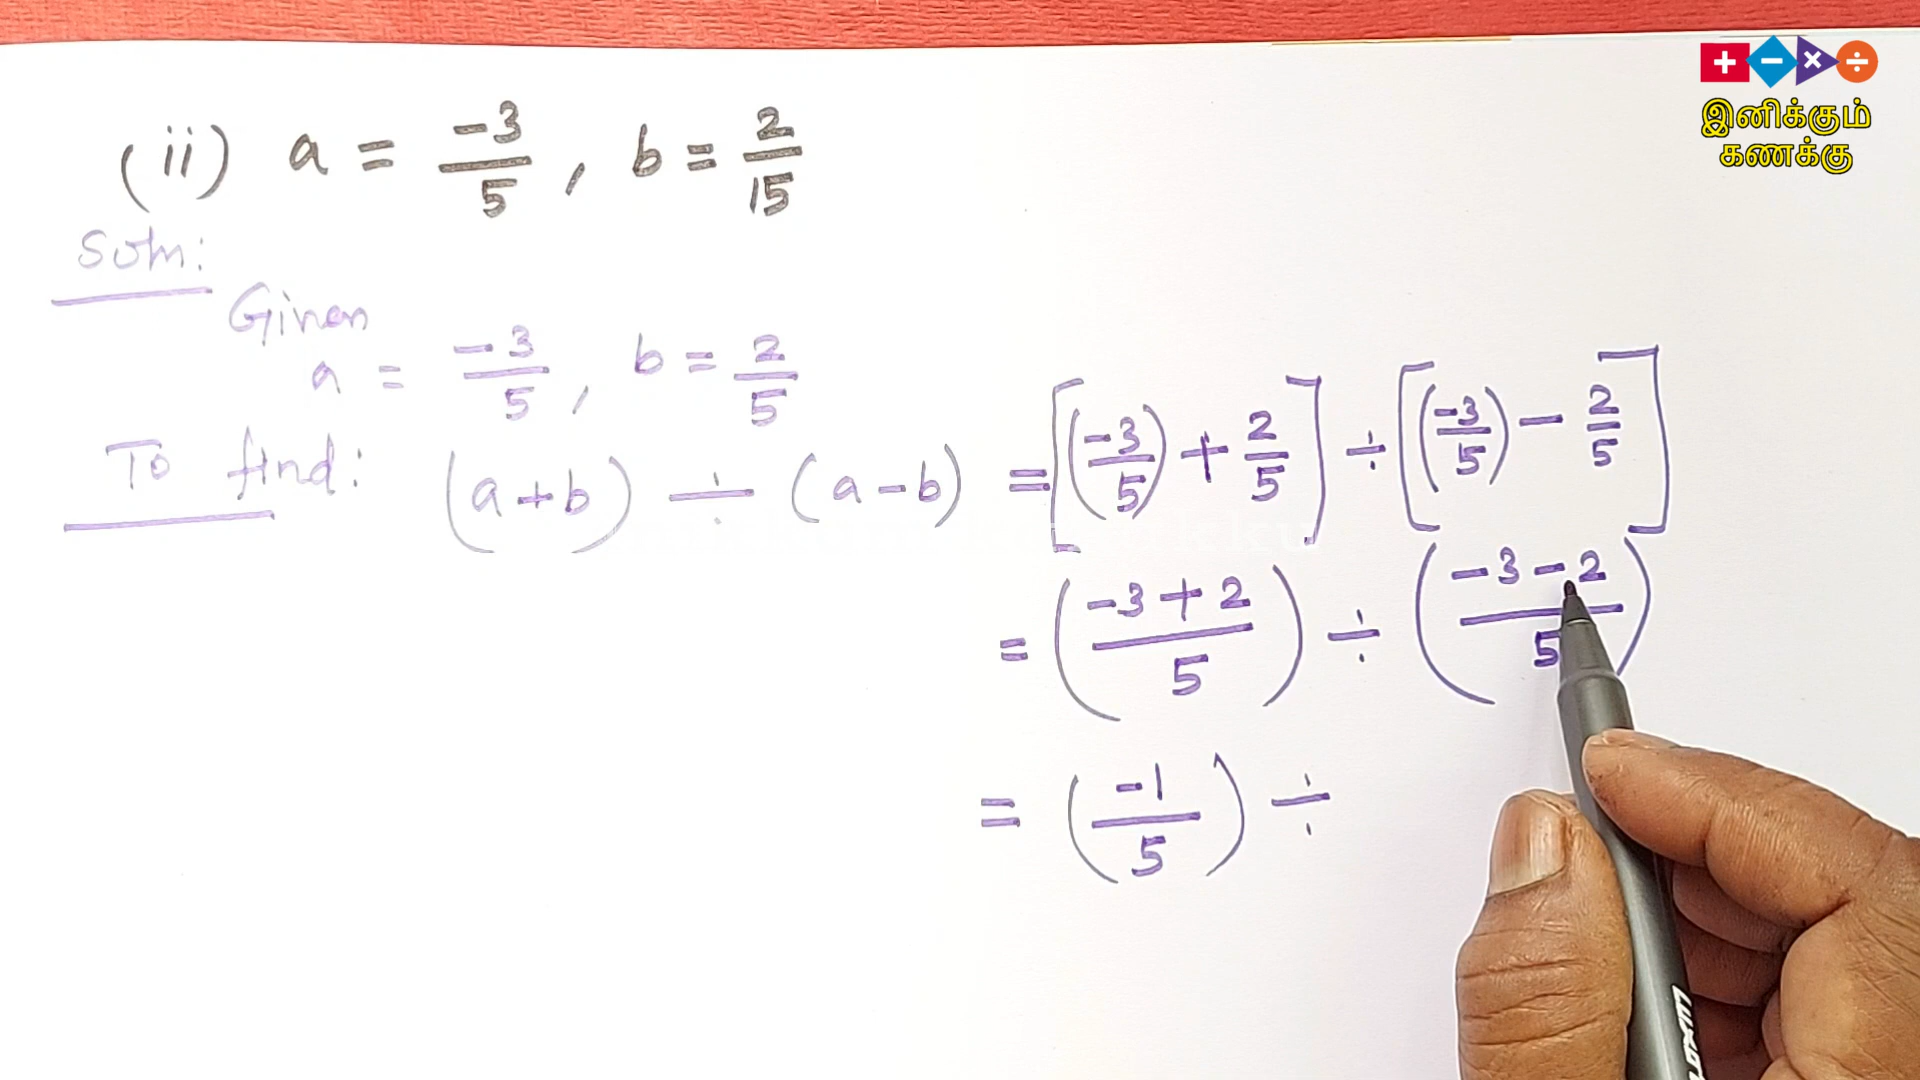 + − × ÷
இனிக்கும்
கணக்கு
(ii) a = -3/5 , b = 2/15
Soln:
Given
a = -3/5 , b = 2/5
To find: (a+b) ÷ (a-b) = [(-3/5) + 2/5] ÷ [(-3/5) - 2/5]
= (-3+2/5) ÷ (-3-2/5)
= (-1/5) ÷